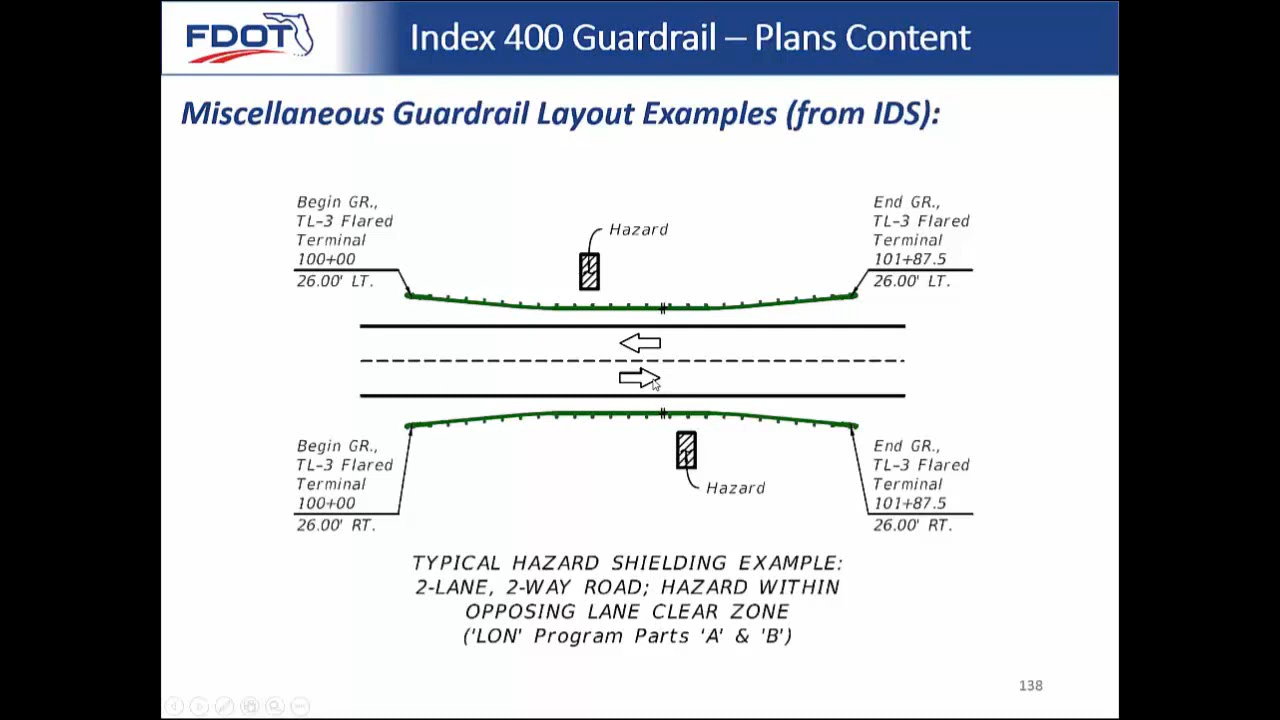 FDOT
Index 400 Guardrail – Plans Content
Miscellaneous Guardrail Layout Examples (from IDS):
Begin GR.,
TL-3 Flared
Terminal
100+00
26.00' LT.
Hazard
End GR.,
TL-3 Flared
Terminal
101+87.5
26.00' LT.
Begin GR.,
TL-3 Flared
Terminal
100+00
26.00' RT.
Hazard
End GR.,
TL-3 Flared
Terminal
101+87.5
26.00' RT.
TYPICAL HAZARD SHIELDING EXAMPLE:
2-LANE, 2-WAY ROAD; HAZARD WITHIN
OPPOSING LANE CLEAR ZONE
('LON' Program Parts 'A' & 'B')
138